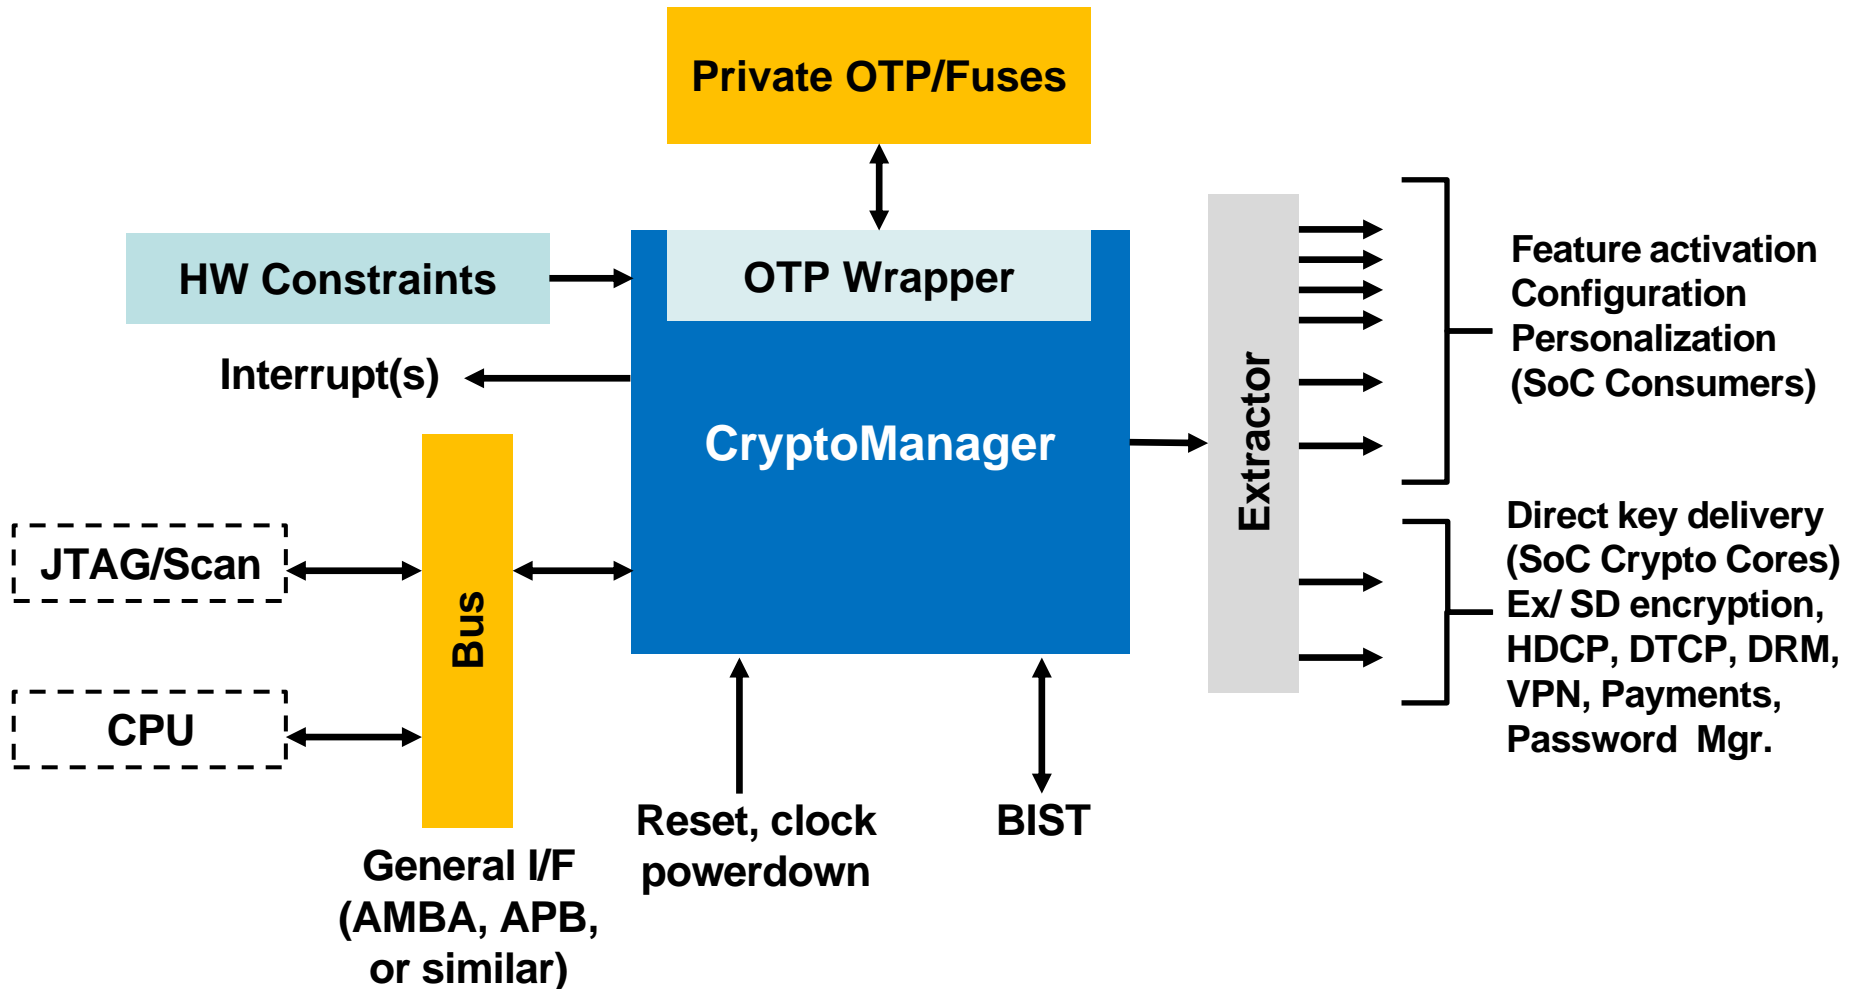 Private OTP/Fuses
HW Constraints
OTP Wrapper
Interrupt(s)
CryptoManager
Extractor
Feature activation
Configuration
Personalization
(SoC Consumers)
JTAG/Scan
CPU
Bus
General I/F
(AMBA, APB,
or similar)
Reset, clock
powerdown
BIST
Direct key delivery
(SoC Crypto Cores)
Ex/ SD encryption,
HDCP, DTCP, DRM,
VPN, Payments,
Password  Mgr.